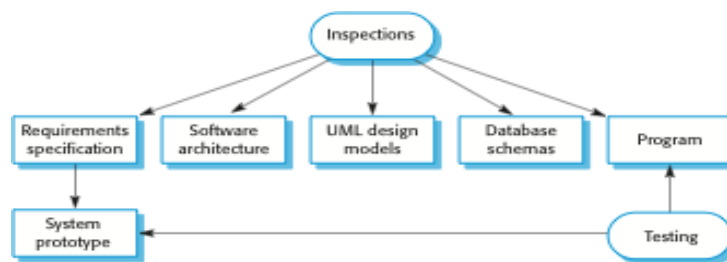 Inspections
Requirements
specification
Software
architecture
UML design
models
Database
schemas
Program
System
prototype
Testing